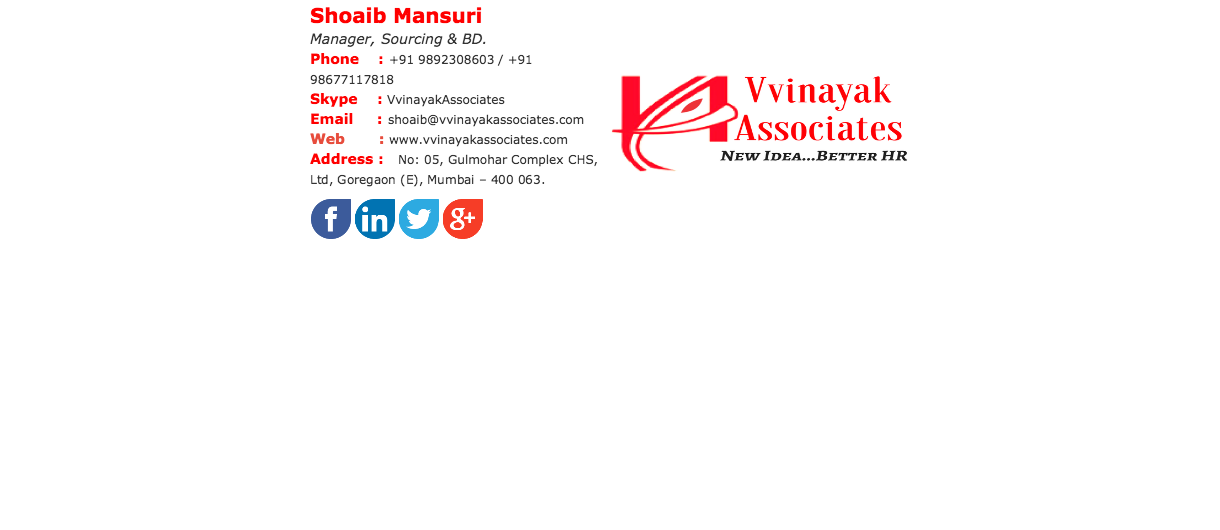 Shoaib Mansuri
Manager, Sourcing & BD.
Phone : +91 9892308603 / +91
98677117818
Skype : VvinayakAssociates
Email : shoaib@vvinayakassociates.com
Web : www.vvinayakassociates.com
Address : No: 05, Gulmohar Complex CHS,
Ltd, Goregaon (E), Mumbai – 400 063.
Vvinayak
Associates
New Idea...Better HR
f in g+